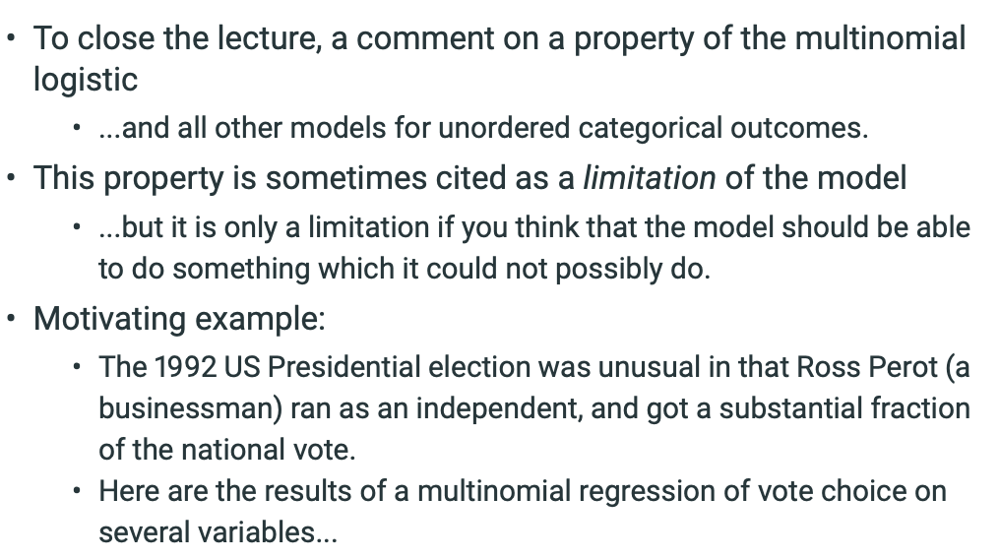 • To close the lecture, a comment on a property of the multinomial
logistic
• ...and all other models for unordered categorical outcomes.
• This property is sometimes cited as a limitation of the model
• ...but it is only a limitation if you think that the model should be able
to do something which it could not possibly do.
• Motivating example:
• The 1992 US Presidential election was unusual in that Ross Perot (a
businessman) ran as an independent, and got a substantial fraction
of the national vote.
• Here are the results of a multinomial regression of vote choice on
several variables...